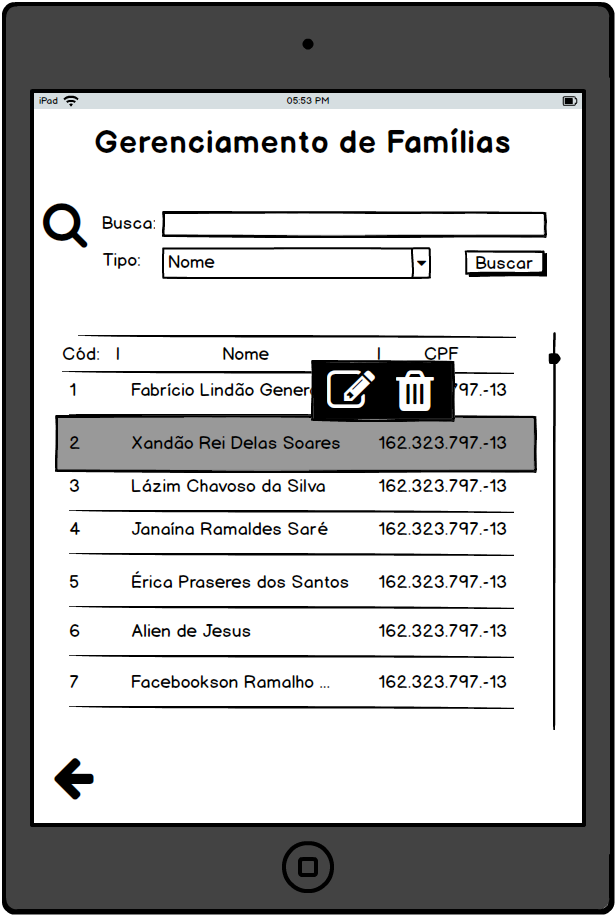 iPad 05:53 PM
Gerenciamento de Famílias
Busca:
Tipo: Nome Buscar
Cód: | Nome | CPF
1 Fabrício Lindão 797.-13
2 Xandão Rei Delas Soares 162.323.797.-13
3 Lázim Chavoso da Silva 162.323.797.-13
4 Janaína Ramaldes Saré 162.323.797.-13
5 Érica Praseres dos Santos 162.323.797.-13
6 Alien de Jesus 162.323.797.-13
7 Facebookson Ramalho ... 162.323.797.-13